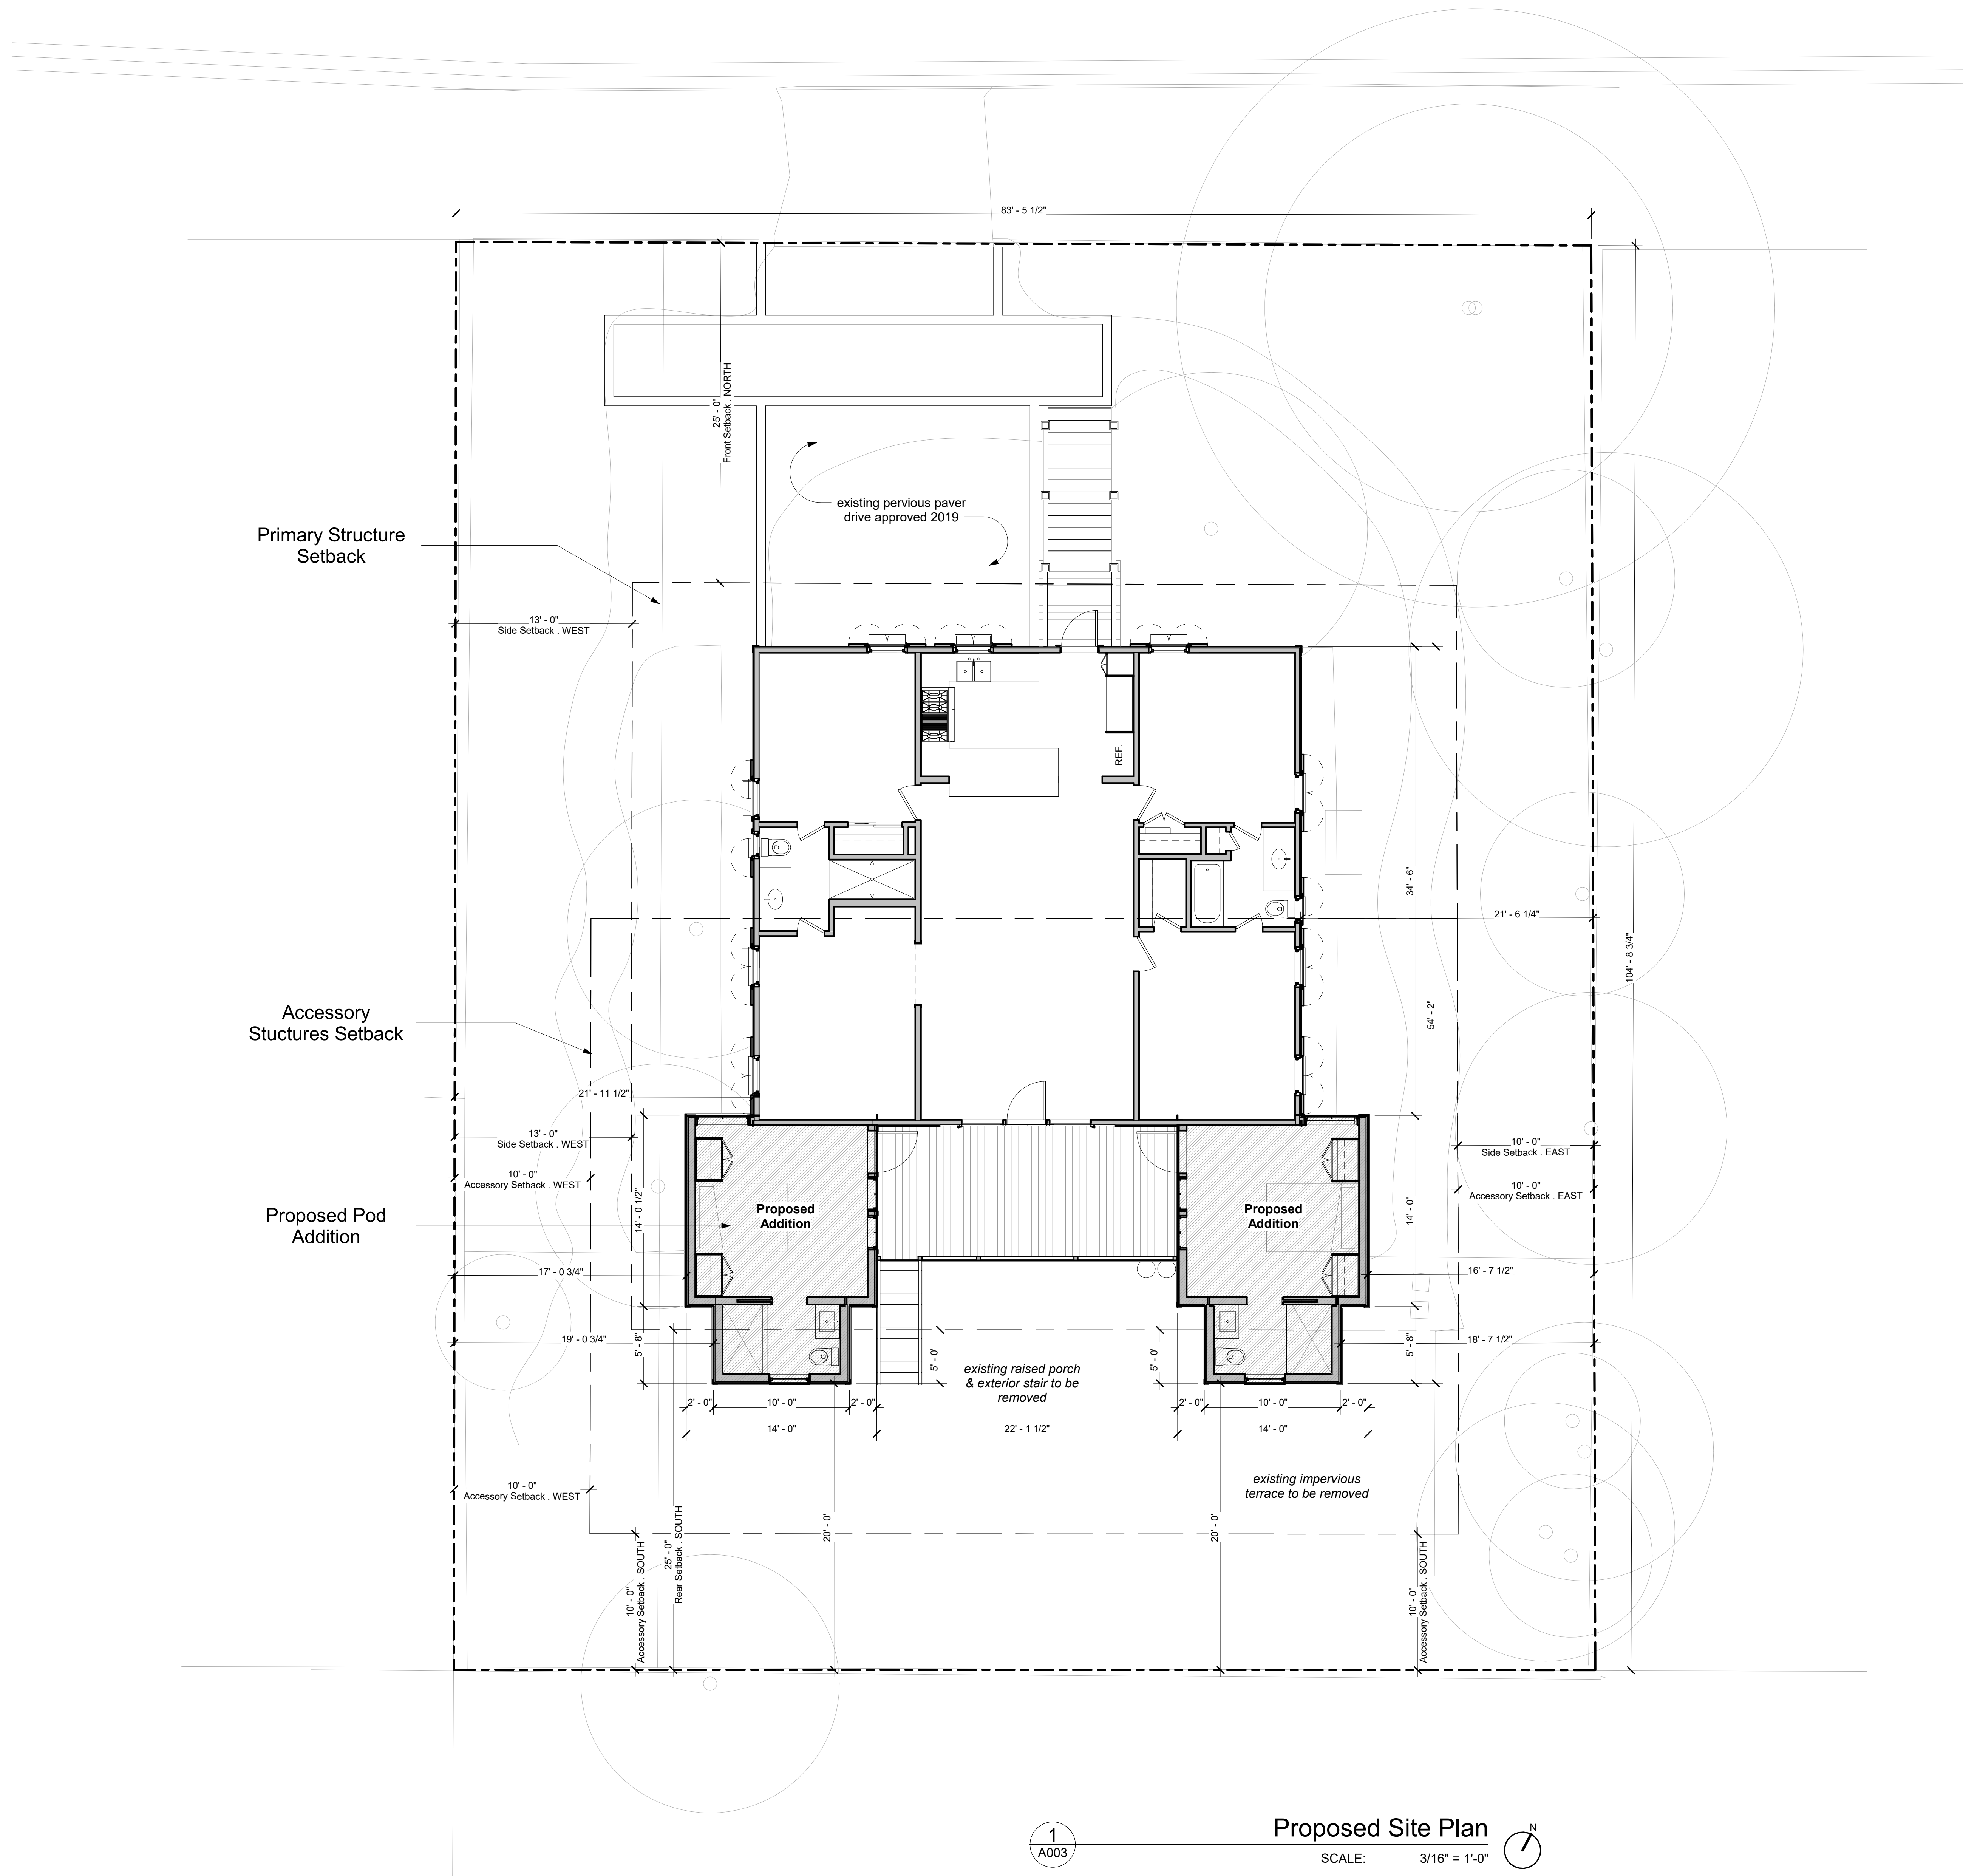 83' - 5 1/2"
25' - 0"
Front Setback . NORTH
existing pervious paver
drive approved 2019
Primary Structure
Setback
13' - 0"
Side Setback . WEST
REF.
34' - 6"
21' - 6 1/4"
104' - 8 3/4"
54' - 2"
Accessory
Stuctures Setback
21' - 11 1/2"
13' - 0"
Side Setback . WEST
10' - 0"
Side Setback . EAST
10' - 0"
Accessory Setback . WEST
10' - 0"
Accessory Setback . EAST
Proposed Pod
Addition
14' - 0 1/2"
Proposed
Addition
Proposed
Addition
14' - 0"
17' - 0 3/4"
16' - 7 1/2"
19' - 0 3/4"
5' - 8"
5' - 0'
5' - 0'
5' - 8"
18' - 7 1/2"
existing raised porch
& exterior stair to be
removed
2' - 0"
10' - 0"
2' - 0"
2' - 0"
10' - 0"
2' - 0"
14' - 0"
22' - 1 1/2"
14' - 0"
existing impervious
terrace to be removed
10' - 0"
Accessory Setback . WEST
10' - 0"
Accessory Setback . SOUTH
25' - 0"
Rear Setback . SOUTH
20' - 0'
20' - 0'
10' - 0"
Accessory Setback . SOUTH
1
A003
Proposed Site Plan
SCALE:
3/16" = 1'-0"
N